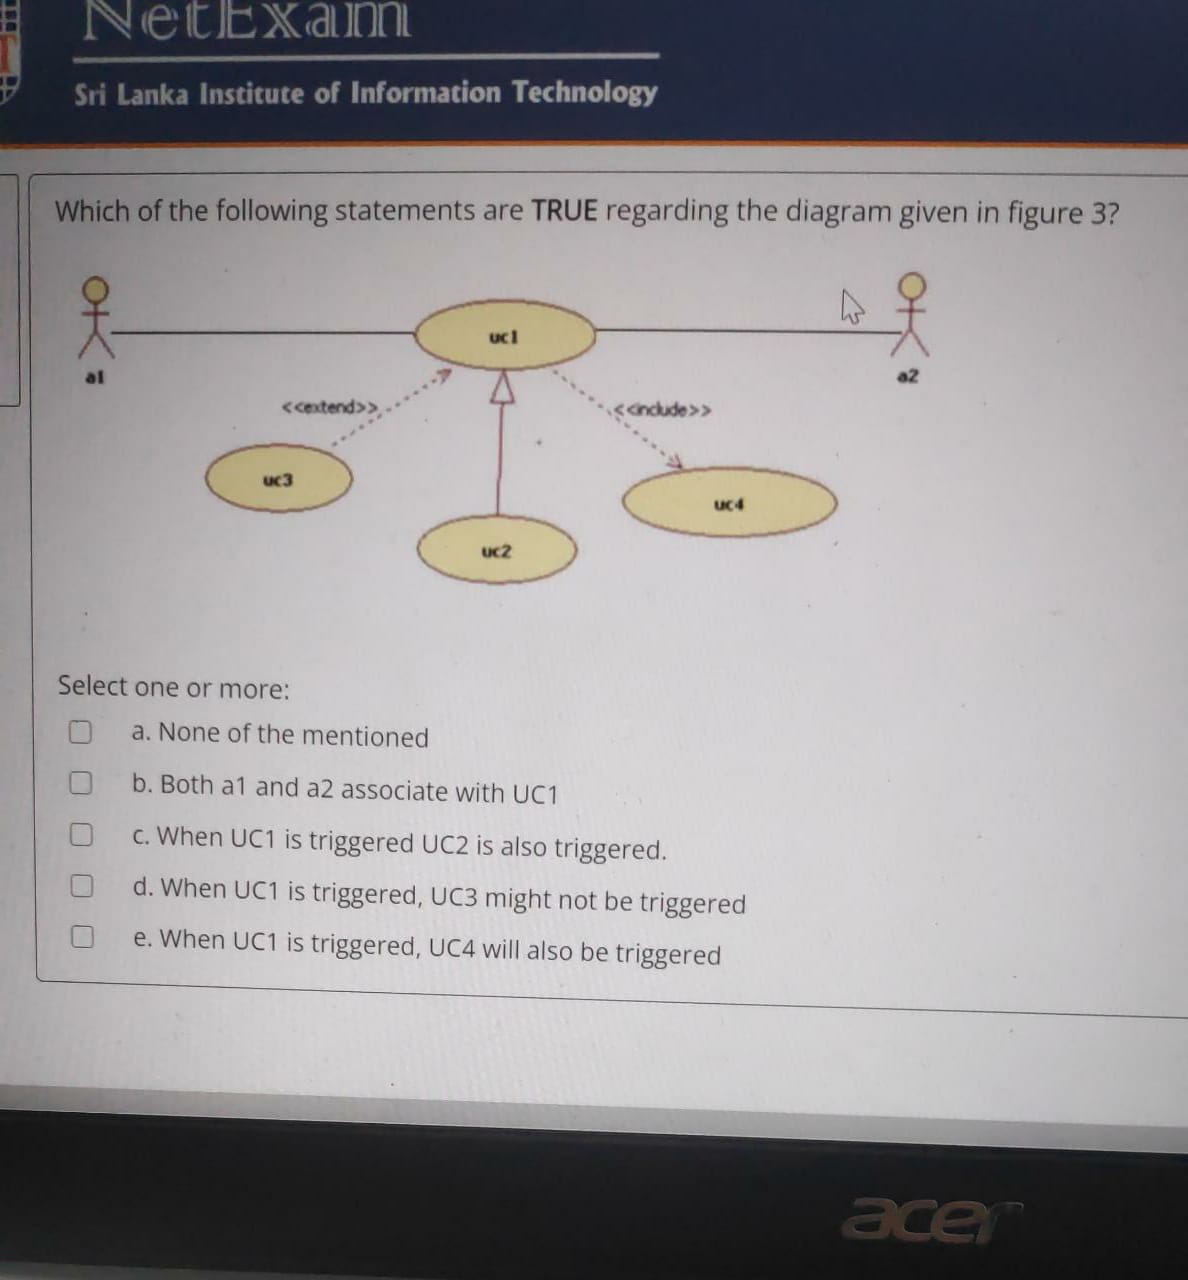 NetExam
Sri Lanka Institute of Information Technology
Which of the following statements are TRUE regarding the diagram given in figure 3?
uc1
a1
a2
<<extend>>
<<include>>
uc3
uc4
uc2
Select one or more:
a. None of the mentioned
b. Both a1 and a2 associate with UC1
c. When UC1 is triggered UC2 is also triggered.
d. When UC1 is triggered, UC3 might not be triggered
e. When UC1 is triggered, UC4 will also be triggered
acer